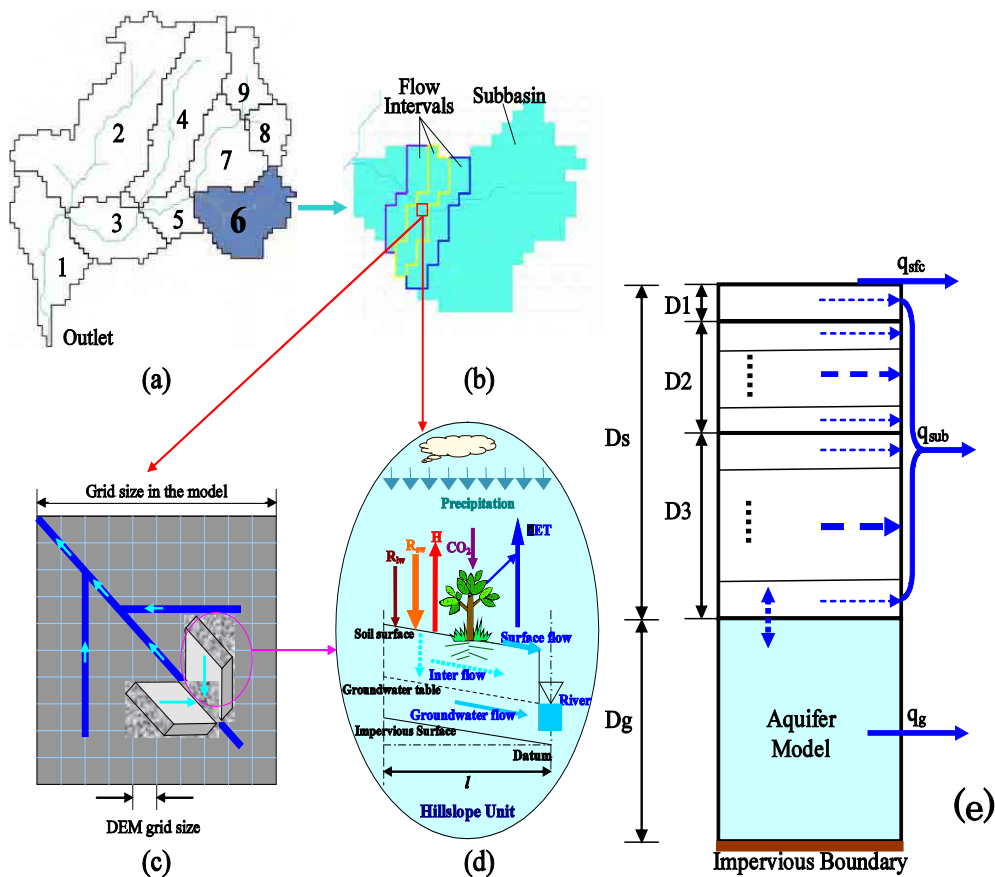 2
4
9
8
7
3
5
6
1
Outlet
(a)
Flow
Intervals
Subbasin
(b)
Grid size in the model
DEM grid size
(c)
Precipitation
Rlw
Rsw
H
CO2
ET
Soil surface
Surface flow
Inter flow
Groundwater table
River
Groundwater flow
Impervious Surface
Datum
l
Hillslope Unit
(d)
qsfc
D1
D2
Ds
qsub
D3
Dg
Aquifer
Model
qg
(e)
Impervious Boundary